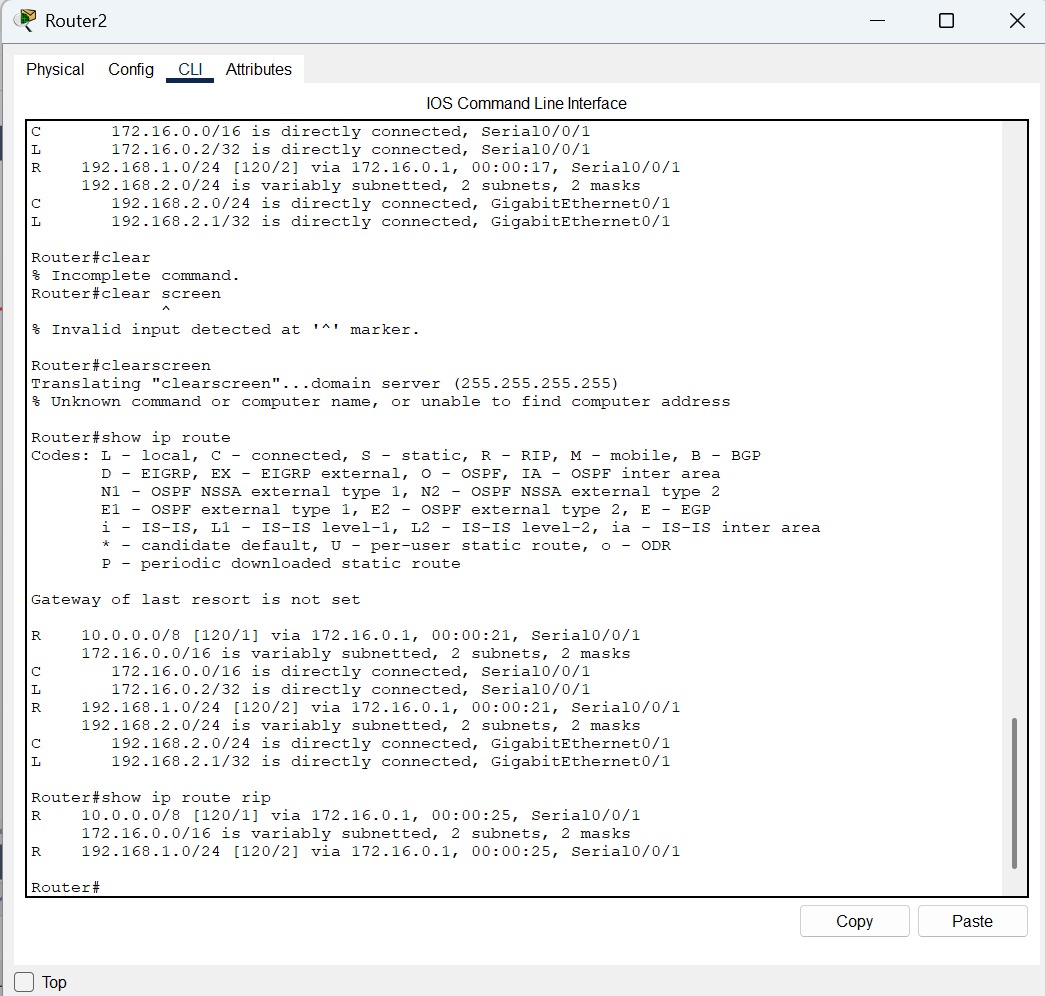 Router2
Physical Config CLI Attributes
IOS Command Line Interface
C 172.16.0.0/16 is directly connected, Serial0/0/1
L 172.16.0.2/32 is directly connected, Serial0/0/1
R 192.168.1.0/24 [120/2] via 172.16.0.1, 00:00:17, Serial0/0/1
192.168.2.0/24 is variably subnetted, 2 subnets, 2 masks
C 192.168.2.0/24 is directly connected, GigabitEthernet0/1
L 192.168.2.1/32 is directly connected, GigabitEthernet0/1
Router#clear
% Incomplete command.
Router#clear screen
^
% Invalid input detected at '^' marker.
Router#clearscreen
Translating "clearscreen"...domain server (255.255.255.255)
% Unknown command or computer name, or unable to find computer address
Router#show ip route
Codes: L - local, C - connected, S - static, R - RIP, M - mobile, B - BGP
D - EIGRP, EX - EIGRP external, O - OSPF, IA - OSPF inter area
N1 - OSPF NSSA external type 1, N2 - OSPF NSSA external type 2
E1 - OSPF external type 1, E2 - OSPF external type 2, E - EGP
i - IS-IS, L1 - IS-IS level-1, L2 - IS-IS level-2, ia - IS-IS inter area
* - candidate default, U - per-user static route, o - ODR
P - periodic downloaded static route
Gateway of last resort is not set
R 10.0.0.0/8 [120/1] via 172.16.0.1, 00:00:21, Serial0/0/1
172.16.0.0/16 is variably subnetted, 2 subnets, 2 masks
C 172.16.0.0/16 is directly connected, Serial0/0/1
L 172.16.0.2/32 is directly connected, Serial0/0/1
R 192.168.1.0/24 [120/2] via 172.16.0.1, 00:00:21, Serial0/0/1
192.168.2.0/24 is variably subnetted, 2 subnets, 2 masks
C 192.168.2.0/24 is directly connected, GigabitEthernet0/1
L 192.168.2.1/32 is directly connected, GigabitEthernet0/1
Router#show ip route rip
R 10.0.0.0/8 [120/1] via 172.16.0.1, 00:00:25, Serial0/0/1
172.16.0.0/16 is variably subnetted, 2 subnets, 2 masks
R 192.168.1.0/24 [120/2] via 172.16.0.1, 00:00:25, Serial0/0/1
Router#
Copy Paste
Top